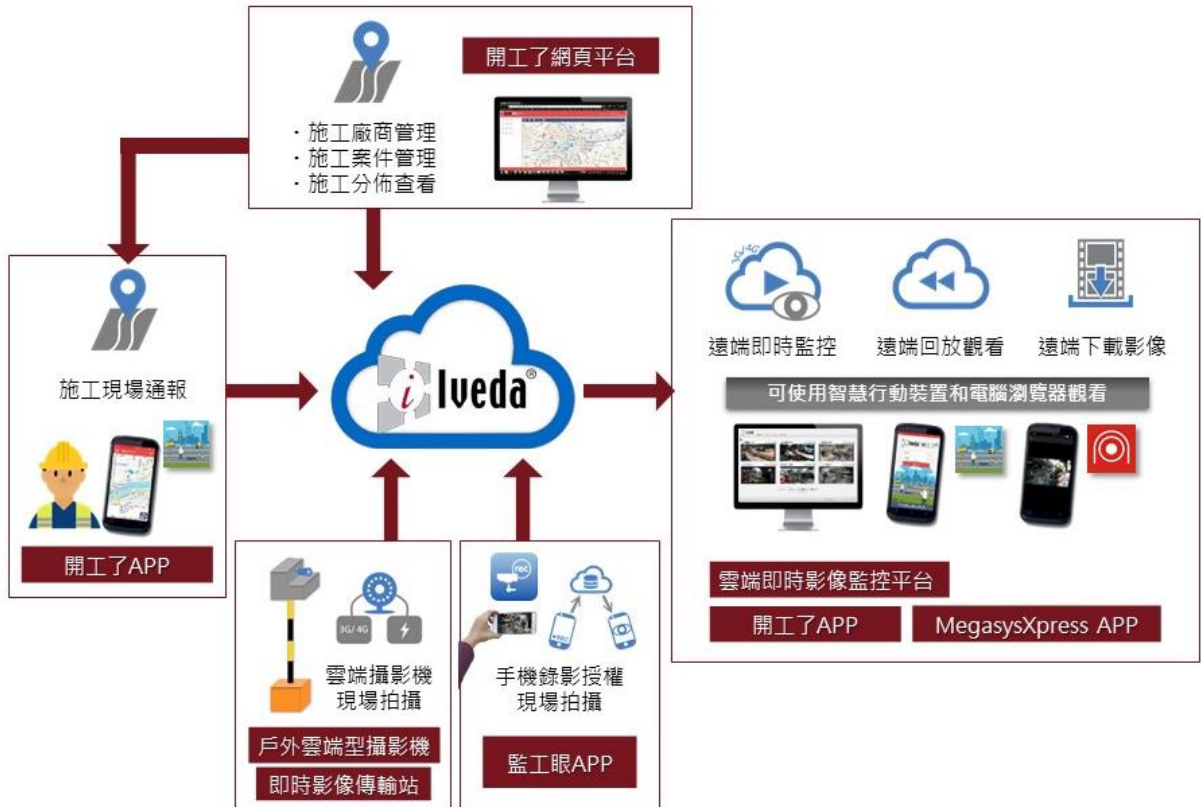 開工了網頁平台
・施工廠商管理
・施工案件管理
・施工分佈查看
施工現場通報
開工了APP
iveda®
3G/4G
遠端即時監控
遠端回放觀看
遠端下載影像
可使用智慧行動裝置和電腦瀏覽器觀看
雲端即時影像監控平台
開工了APP
MegasysXpress APP
3G/ 4G
雲端攝影機
現場拍攝
戶外雲端型攝影機
即時影像傳輸站
rec
•REC
手機錄影授權
現場拍攝
監工眼APP